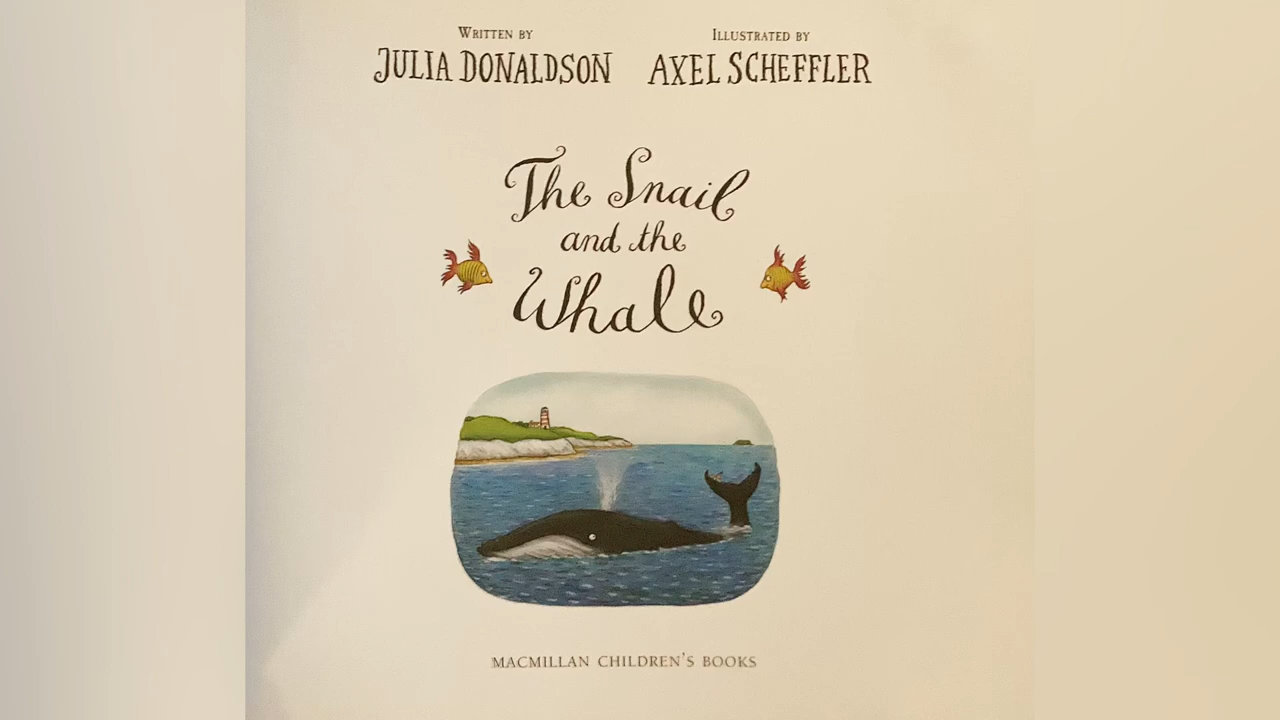 WRITTEN BY
JULIA DONALDSON
ILLUSTRATED BY
AXEL SCHEFFLER
The Snail
and the
Whale
MACMILLAN CHILDREN'S BOOKS